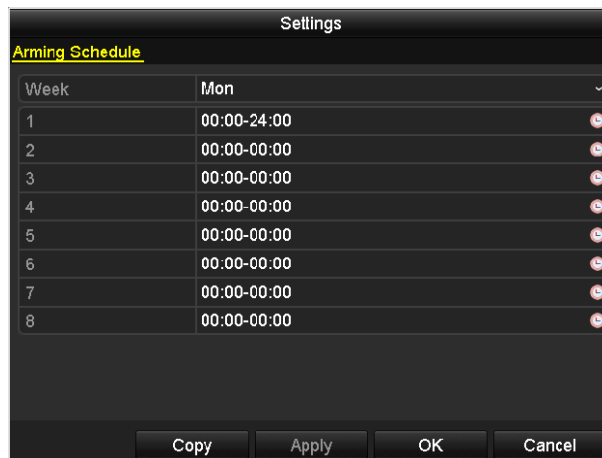 Settings
Arming Schedule
Week Mon
1 00:00-24:00
2 00:00-00:00
3 00:00-00:00
4 00:00-00:00
5 00:00-00:00
6 00:00-00:00
7 00:00-00:00
8 00:00-00:00
Copy Apply OK Cancel